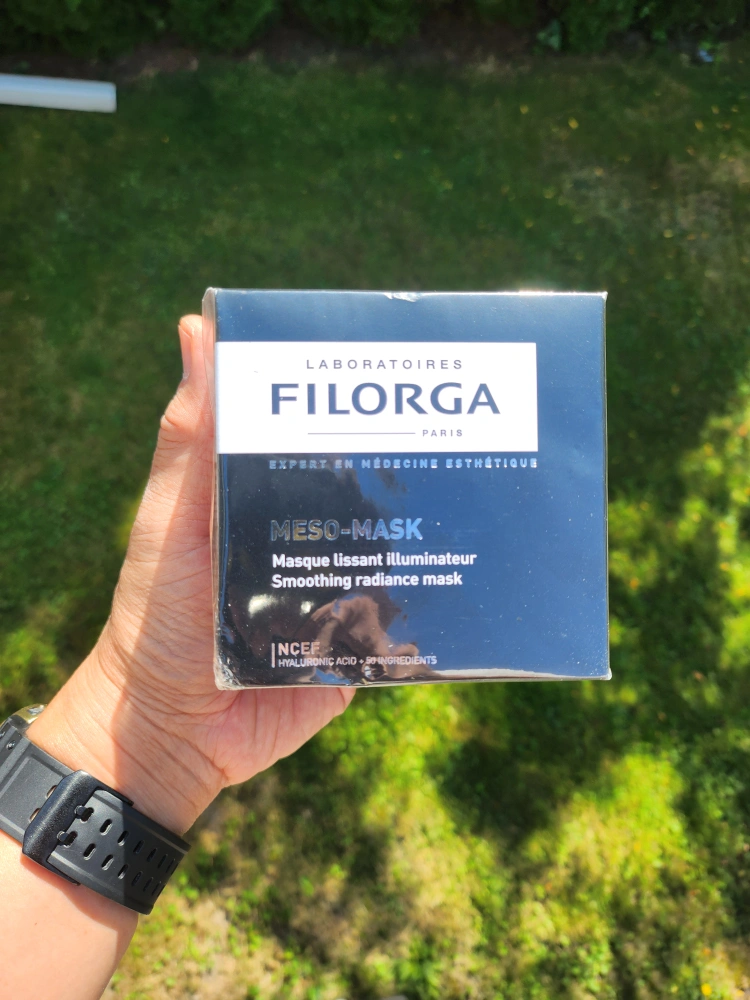 LABORATOIRES
FILORGA
PARIS
EXPERT EN MÉDECINE ESTHÉTIQUE
MESO-MASK
Masque lissant illuminateur
Smoothing radiance mask
NCEF
HYALURONIC ACID + 50 INGREDIENTS